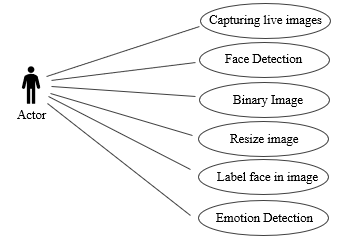 Capturing live images
Face Detection
Binary Image
Actor
Resize image
Label face in image
Emotion Detection